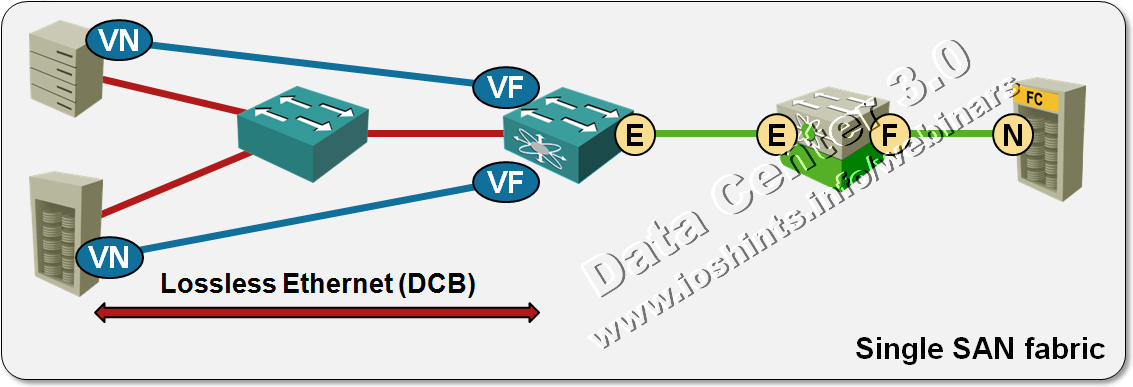 VN
VF
E
E
F
N
FC
VF
VN
Lossless Ethernet (DCB)
Data Center 3.0
www.ioshints.info/webinars
Single SAN fabric